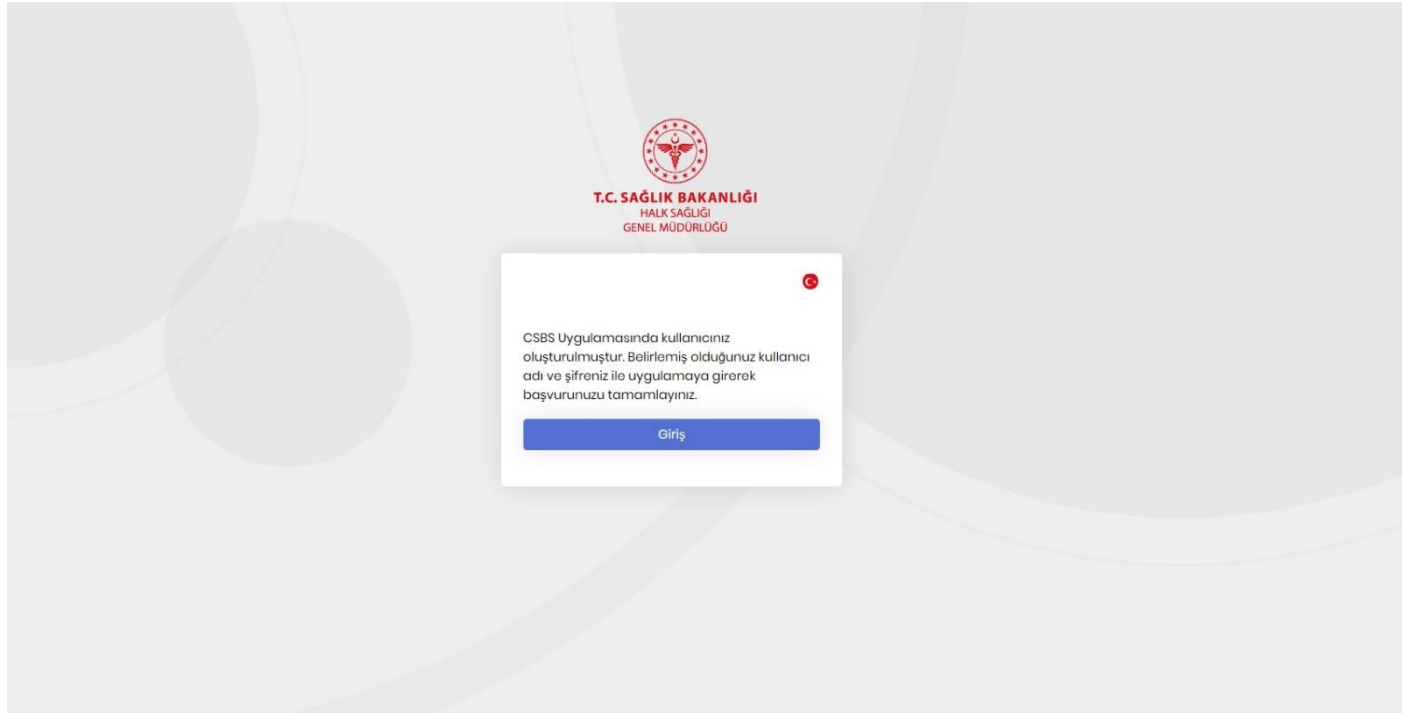 T.C. SAĞLIK BAKANLIĞI
HALK SAĞLIĞI
GENEL MÜDÜRLÜĞÜ
CSBS Uygulamasında kullanıcınız
oluşturulmuştur. Belirlemiş olduğunuz kullanıcı
adı ve şifreniz ile uygulamaya girerek
başvurunuzu tamamlayınız.
Giriş